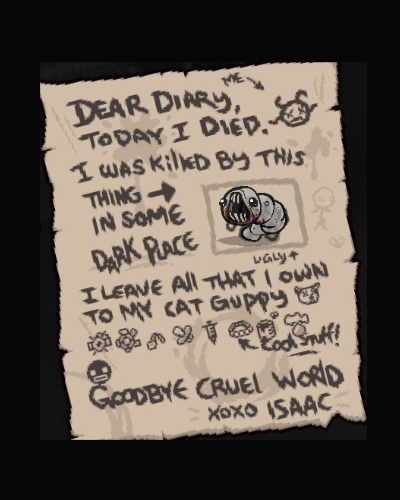 ME
DEAR DIARY,
TODAY I DIED.
I WAS KILLED BY THIS
THING
IN SOME
DARK PLACE
UGLY
I LEAVE All THAT I OWN
TO MY CAT GUPPY
Cool Stuff!
GOODBYE CRUEL WORLD
XOXO ISAAC